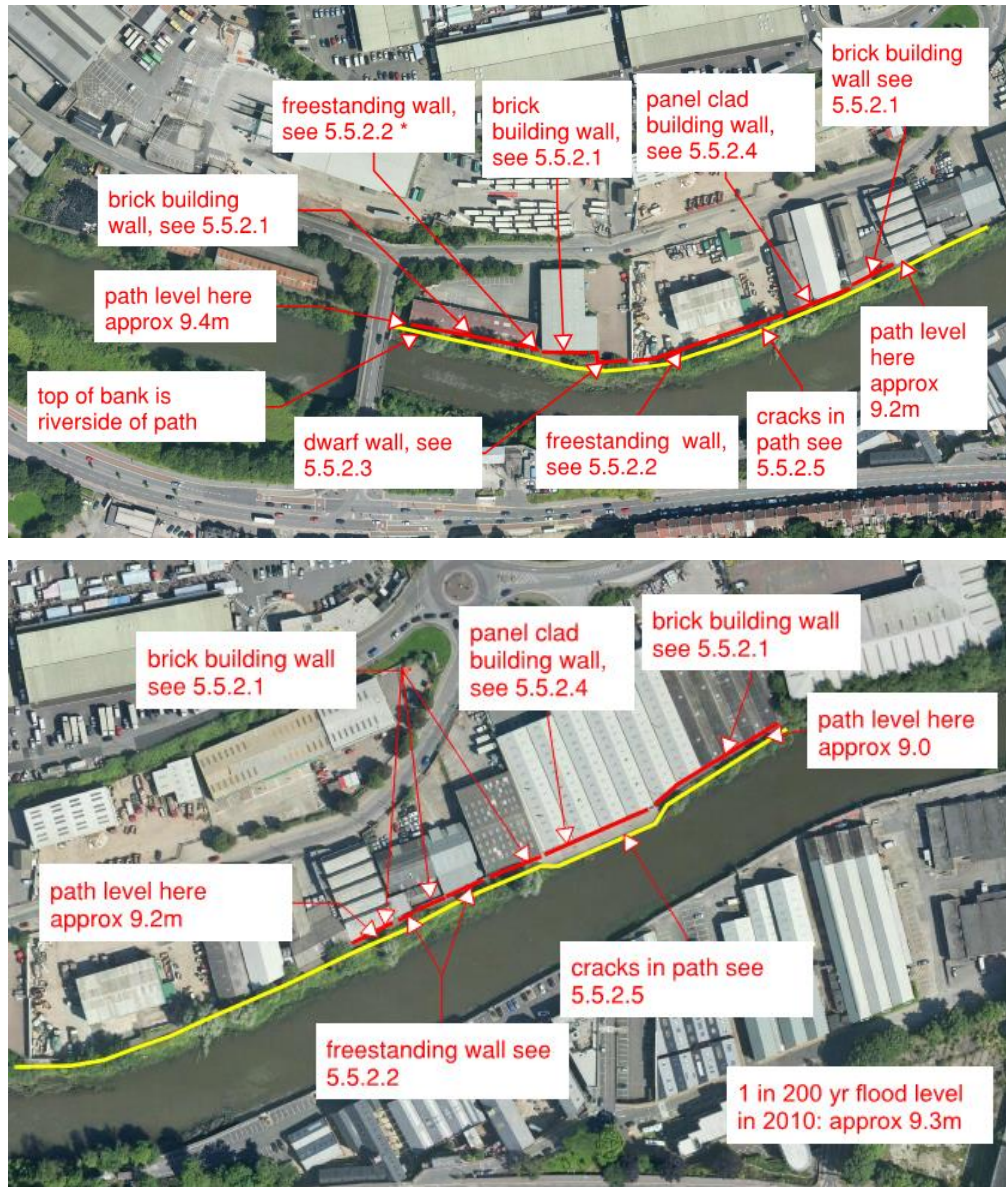 brick building
wall see
5.5.2.1
freestanding wall,
see 5.5.2.2 *
brick
building wall,
see 5.5.2.1
panel clad
building wall,
see 5.5.2.4
brick building
wall, see 5.5.2.1
path level here
approx 9.4m
top of bank is
riverside of path
dwarf wall, see
5.5.2.3
freestanding wall,
see 5.5.2.2
cracks in
path see
5.5.2.5
path level
here
approx
9.2m
brick building wall
see 5.5.2.1
panel clad
building wall,
see 5.5.2.4
brick building wall
see 5.5.2.1
path level here
approx 9.0
path level here
approx 9.2m
cracks in path see
5.5.2.5
freestanding wall see
5.5.2.2
1 in 200 yr flood level
in 2010: approx 9.3m